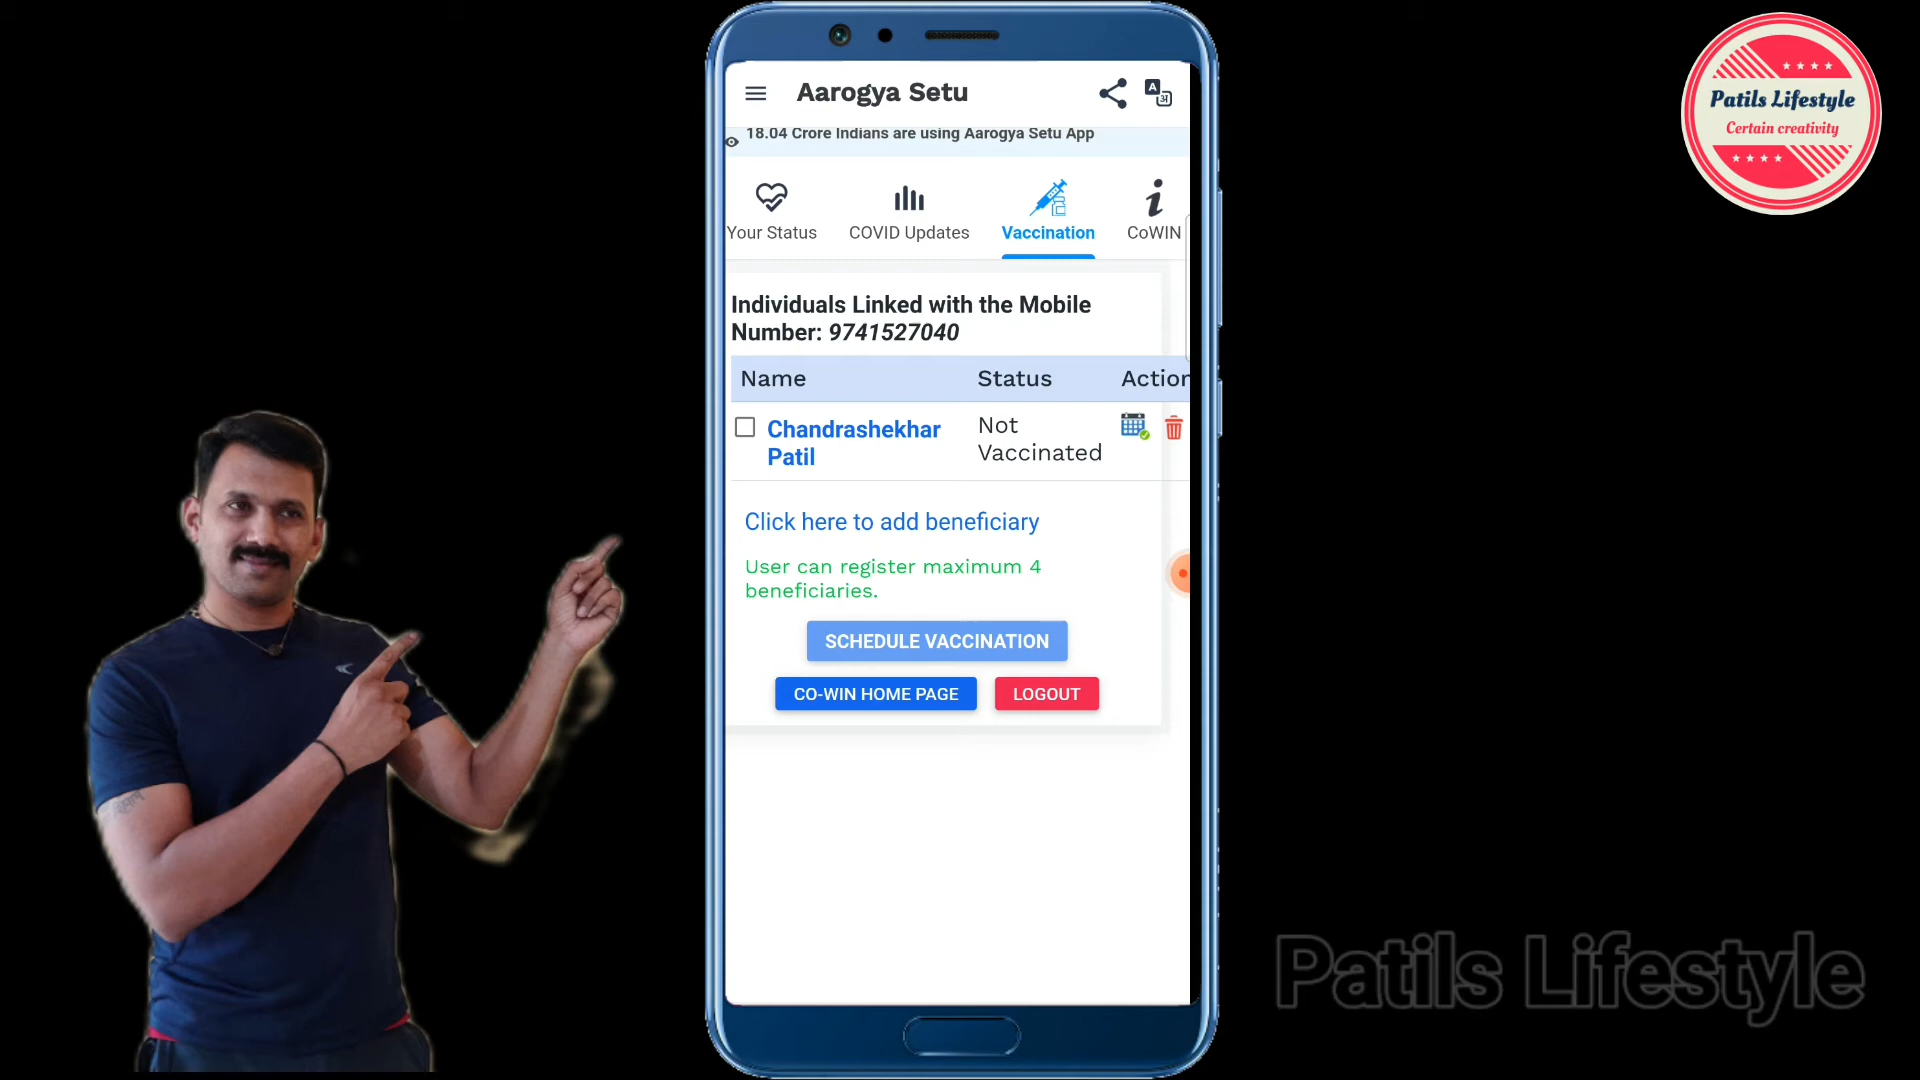 Aarogya Setu
18.04 Crore Indians are using Aarogya Setu App
Your Status
COVID Updates
Vaccination
CoWIN
Individuals Linked with the Mobile
Number: 9741527040
Name Status Action
Chandrashekhar
Patil
Not
Vaccinated
Click here to add beneficiary
User can register maximum 4
beneficiaries.
SCHEDULE VACCINATION
CO-WIN HOME PAGE
LOGOUT
Patils Lifestyle
Certain creativity
Patils Lifestyle